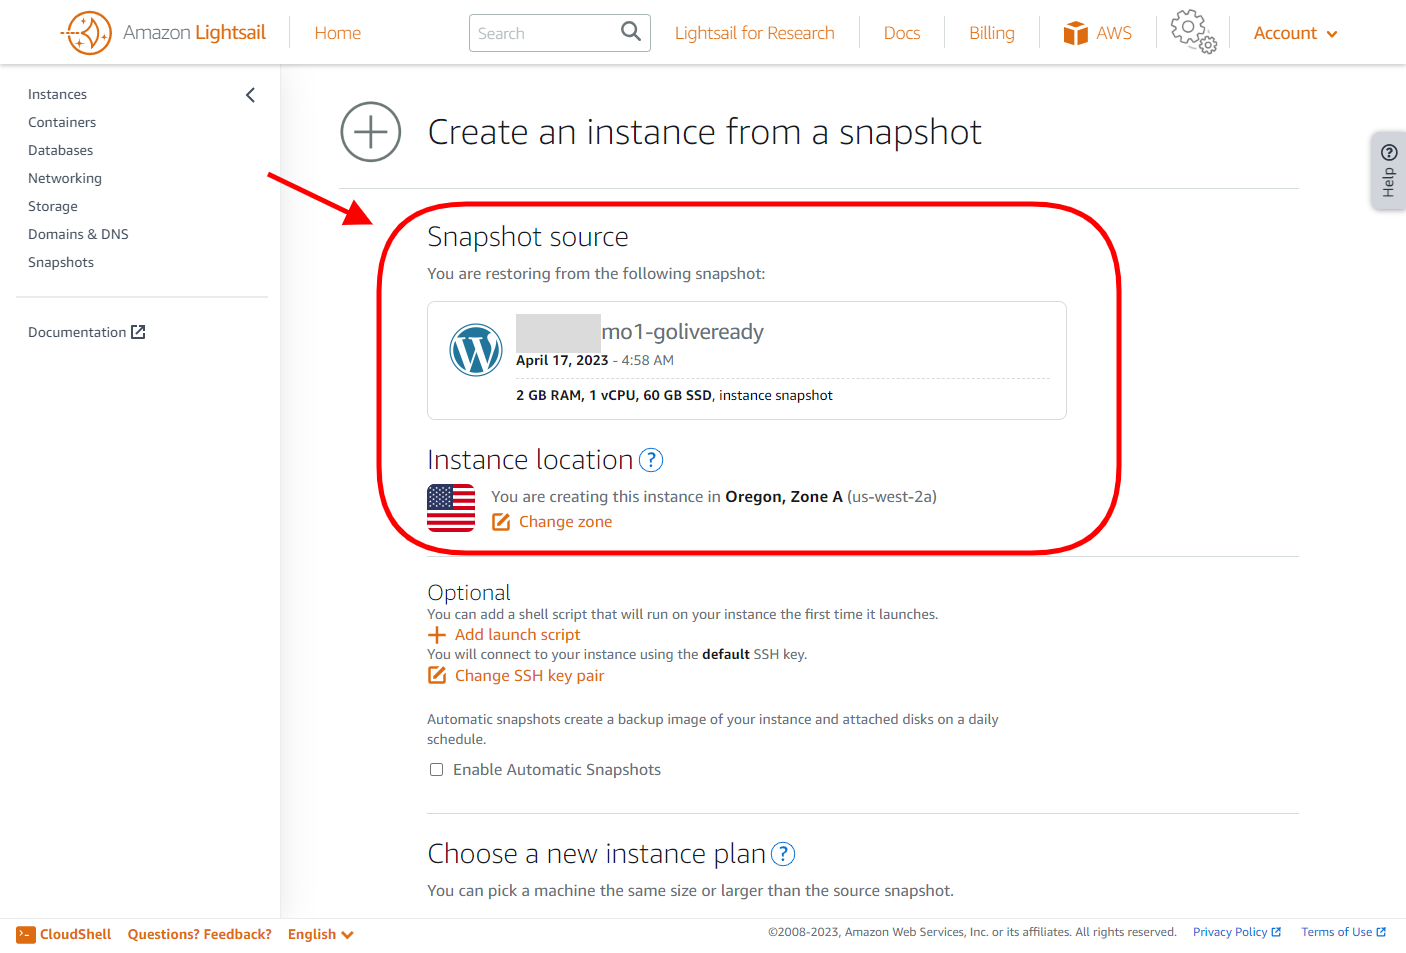 Amazon Lightsail
Home
Search
Lightsail for Research
Docs
Billing
AWS
Account
Instances
Containers
Databases
Networking
Storage
Domains & DNS
Snapshots
Documentation
Create an instance from a snapshot
Help
Snapshot source
You are restoring from the following snapshot:
mo1-goliveready
April 17, 2023 - 4:58 AM
2 GB RAM, 1 vCPU, 60 GB SSD, instance snapshot
Instance location ?
You are creating this instance in Oregon, Zone A (us-west-2a)
Change zone
Optional
You can add a shell script that will run on your instance the first time it launches.
Add launch script
You will connect to your instance using the default SSH key.
Change SSH key pair
Automatic snapshots create a backup image of your instance and attached disks on a daily
schedule.
Enable Automatic Snapshots
Choose a new instance plan ?
You can pick a machine the same size or larger than the source snapshot.
CloudShell
Questions? Feedback?
English
©2008-2023, Amazon Web Services, Inc. or its affiliates. All rights reserved.
Privacy Policy
Terms of Use